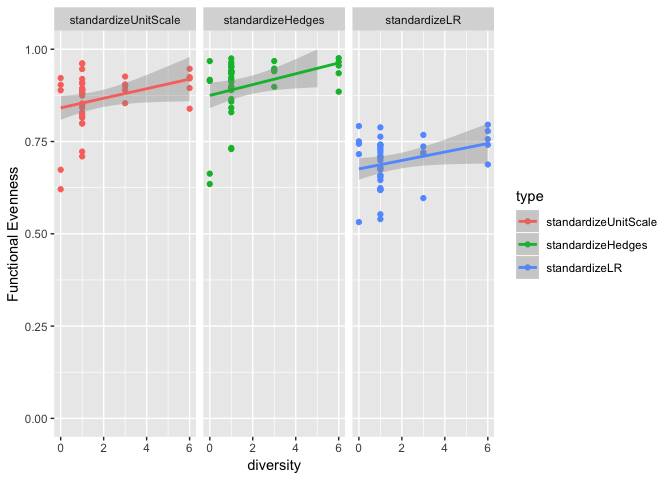 standardizeUnitScale standardizeHedges standardizeLR
1.00
0.75
0.50
0.25
0.00
Functional Evenness
0 2 4 6 0 2 4 6 0 2 4 6
diversity
type
standardizeUnitScale
standardizeHedges
standardizeLR